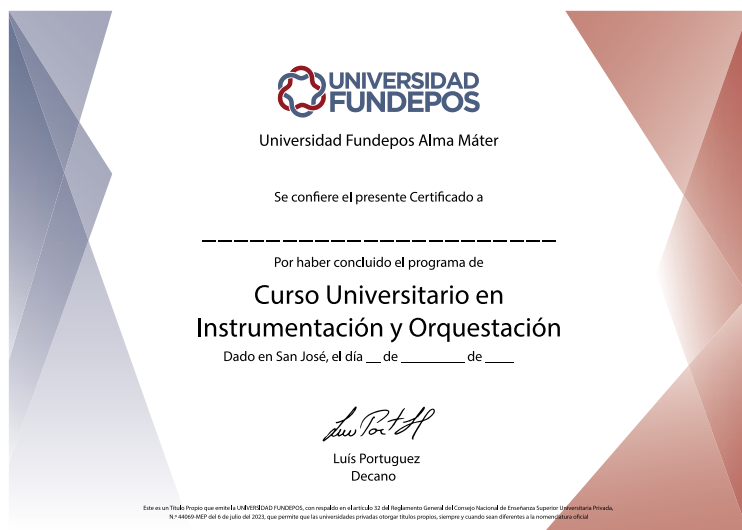 UNIVERSIDAD
FUNDEPOS
Universidad Fundepos Alma Máter
Se confiere el presente Certificado a
Por haber concluido el programa de
Curso Universitario en
Instrumentación y Orquestación
Dado en San José, el día __ de ________ de ____
Luís Portuguez
Decano
Este es un Título Propio que emite la UNIVERSIDAD FUNDEPOS, con respaldo en el artículo 32 del Reglamento General del Consejo Nacional de Enseñanza Superior Universitaria Privada,
N.º 44069-MEP del 6 de julio del 2023, que permite que las universidades privadas otorgar títulos propios, siempre y cuando sean diferentes a la nomenclatura oficial